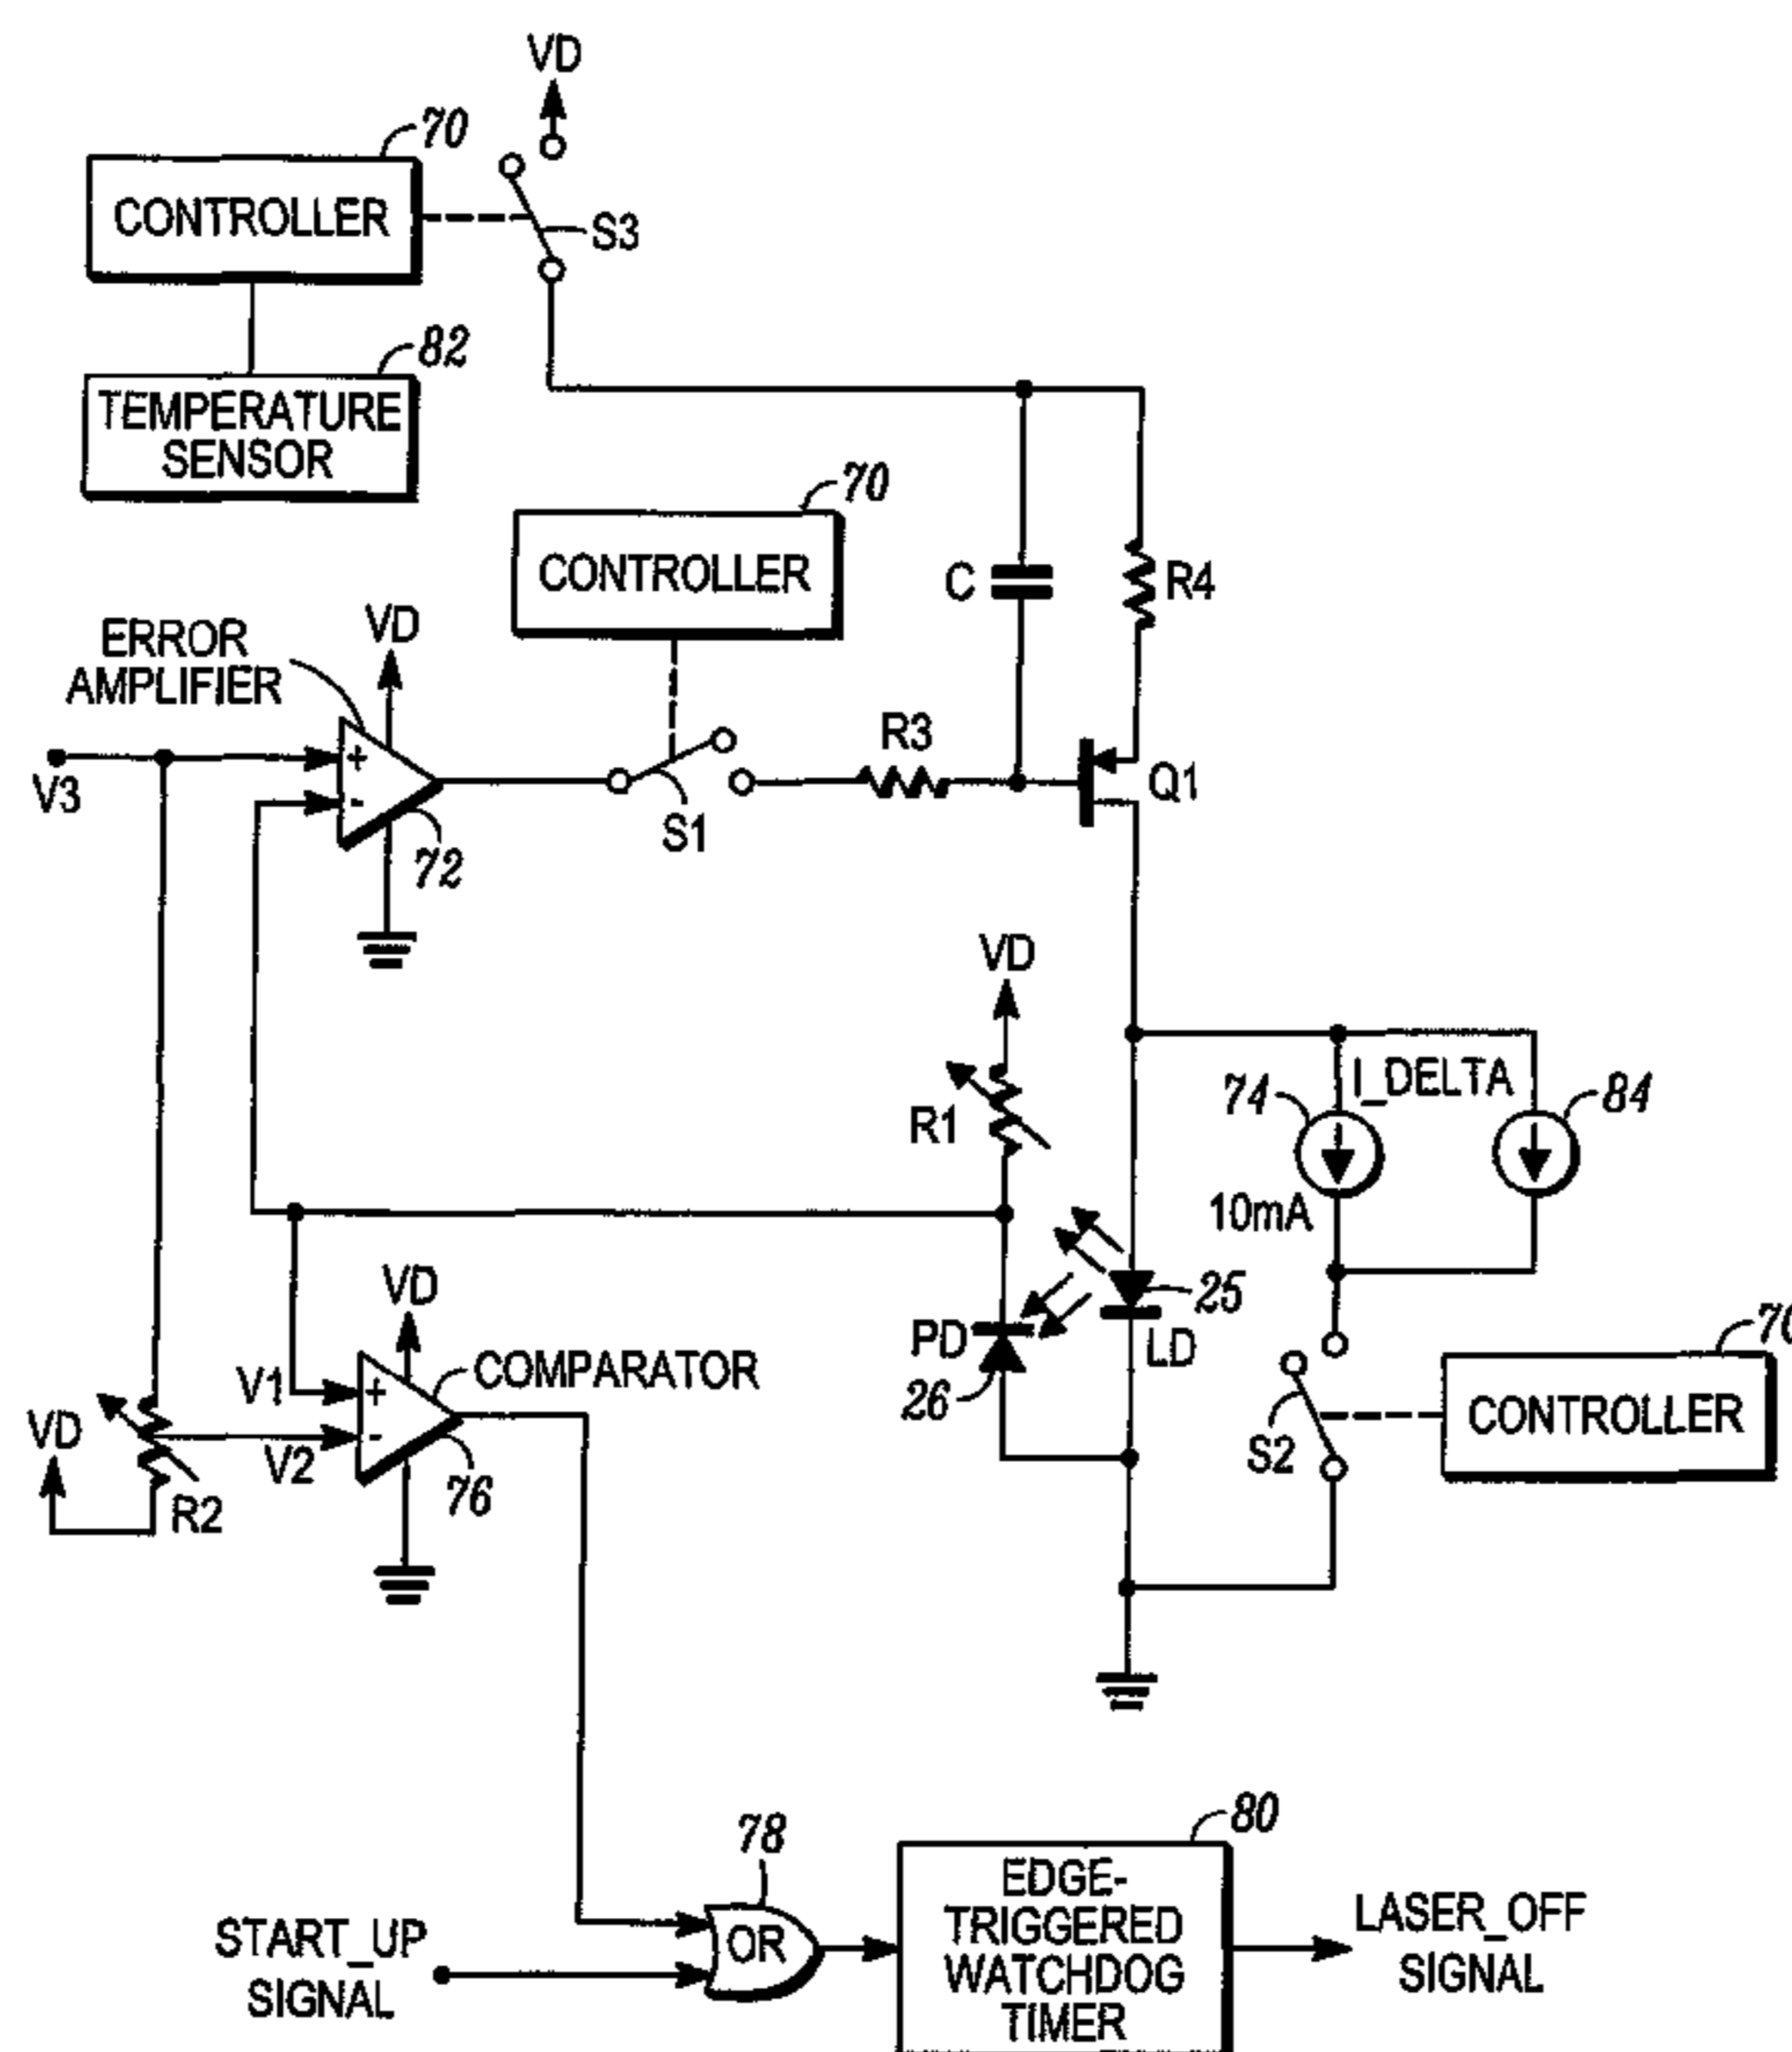 VD
70
CONTROLLER
S3
82
TEMPERATURE
SENSOR
70
CONTROLLER
C
R4
ERROR
AMPLIFIER
VD
R3
V3
+
-
S1
Q1
72
VD
R1
74
I_DELTA
84
10mA
VD
25
PD
LD
26
V1
+
COMPARATOR
70
CONTROLLER
VD
V2
-
S2
R2
76
78
80
START_UP
SIGNAL
OR
EDGE-
TRIGGERED
WATCHDOG
TIMER
LASER_OFF
SIGNAL